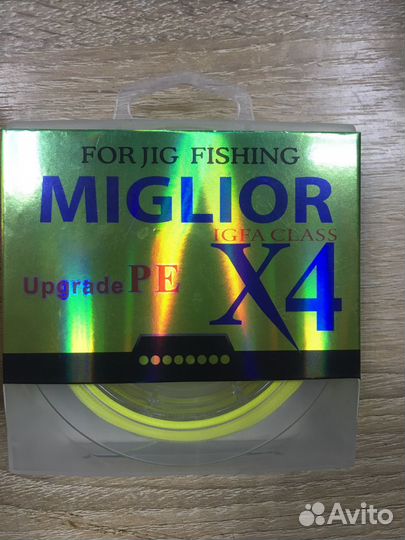 FOR JIG FISHING
MIGLIOR
IGFA CLASS
Upgrade PE
X4
Avito